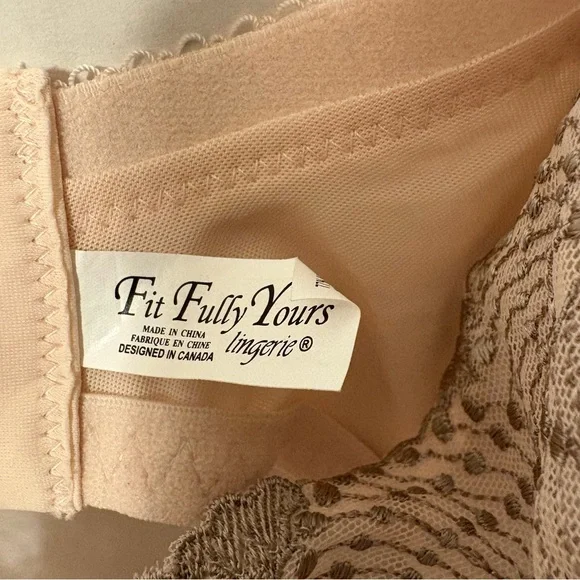 Fit Fully Yours
lingerie®
MADE IN CHINA
FABRIQUE EN CHINE
DESIGNED IN CANADA